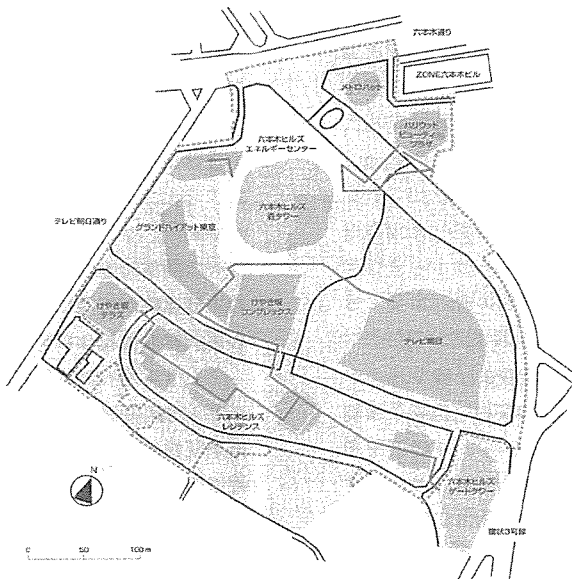 六本木通り
ZONE六本木ビル
メトロハット
ハリウッド
ビューティ
プラザ
六本木ヒルズ
エネルギーセンター
六本木ヒルズ
森タワー
テレビ朝日通り
グランドハイアット東京
けやき坂
テラス
けやき坂
コンプレックス
テレビ朝日
六本木ヒルズ
レジデンス
六本木ヒルズ
ゲートタワー
環状3号線
N
0 50 100m